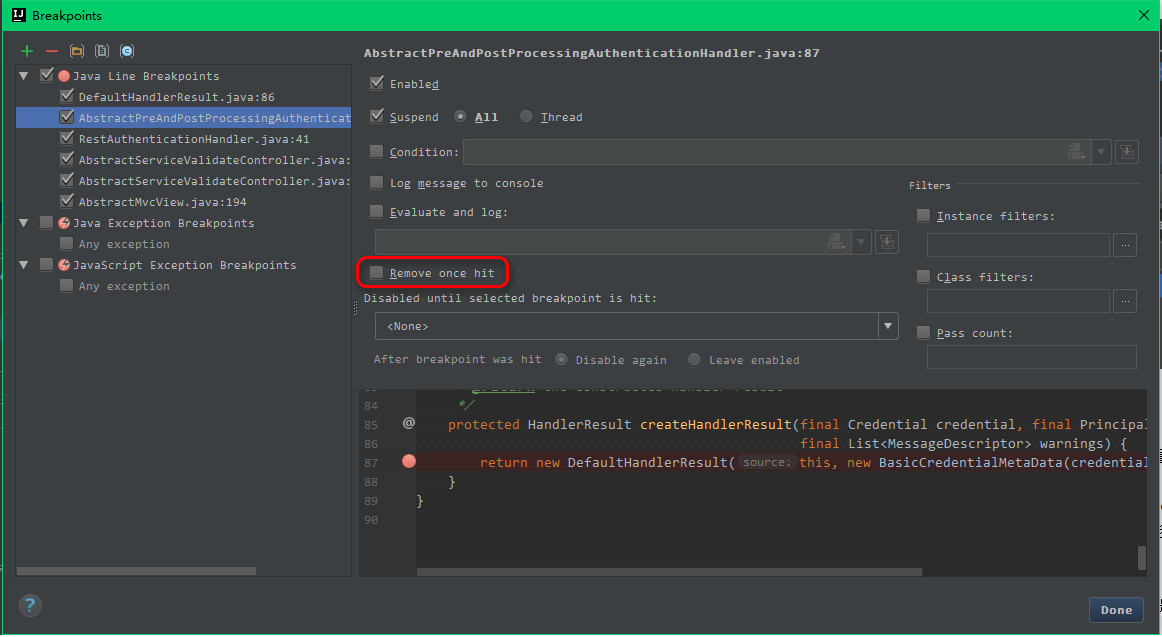 Breakpoints
AbstractPreAndPostProcessingAuthenticationHandler.java:87
Java Line Breakpoints
DefaultHandlerResult.java:86
AbstractPreAndPostProcessingAuthenticat
RestAuthenticationHandler.java:41
AbstractServiceValidateController.java:
AbstractServiceValidateController.java:
AbstractMvcView.java:194
Java Exception Breakpoints
Any exception
JavaScript Exception Breakpoints
Any exception
Enabled
Suspend All Thread
Condition:
Log message to console
Evaluate and log:
Remove once hit
Disabled until selected breakpoint is hit:
<None>
After breakpoint was hit Disable again Leave enabled
Filters
Instance filters:
...
Class filters:
...
Pass count:
84 */
85 @ protected HandlerResult createHandlerResult(final Credential credential, final Principal
86 final List<MessageDescriptor> warnings) {
87 return new DefaultHandlerResult( source: this, new BasicCredentialMetaData(credential
88 }
89 }
90
?
Done